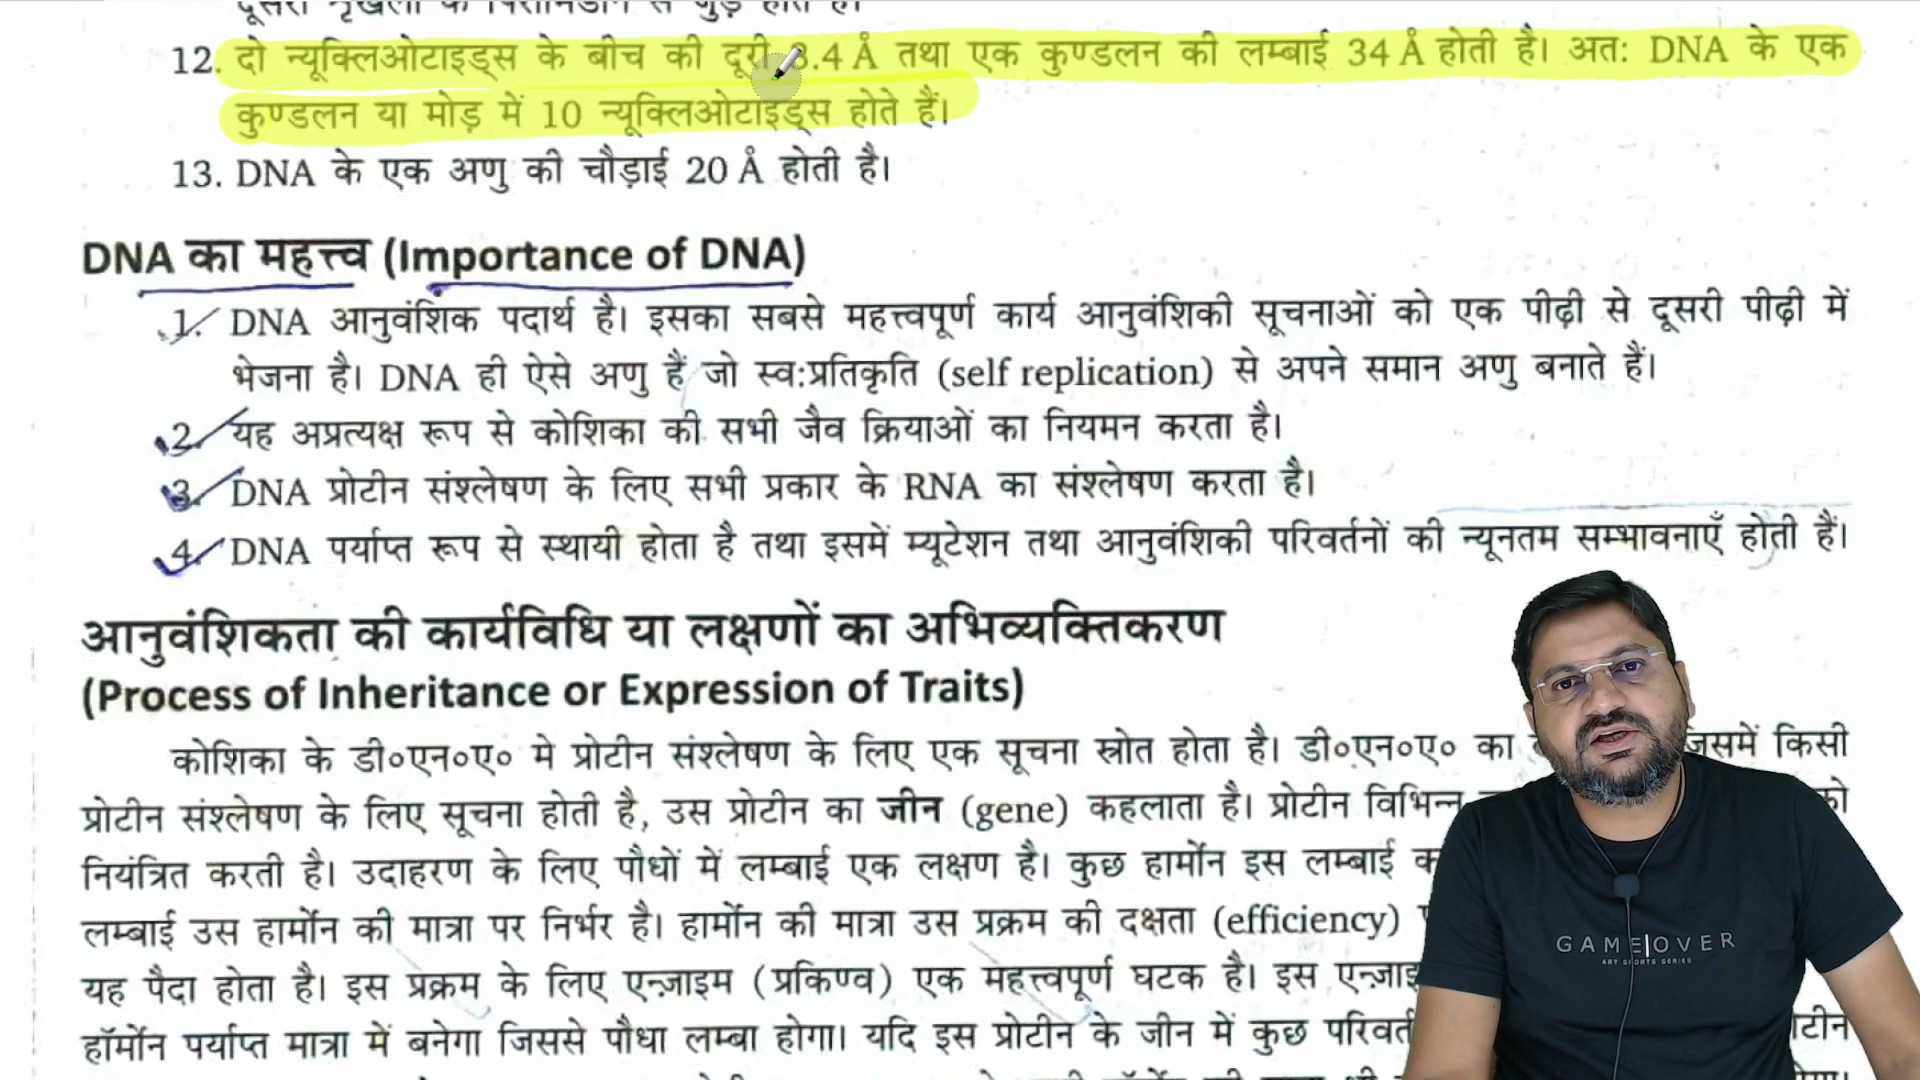 12. दो न्यूक्लिओटाइड्स के बीच की दूरी 3.4 Å तथा एक कुण्डलन की लम्बाई 34 Å होती है। अत: DNA के एक
कुण्डलन या मोड़ में 10 न्यूक्लिओटाइड्स होते हैं।
13. DNA के एक अणु की चौड़ाई 20 Å होती है।
DNA का महत्त्व (Importance of DNA)
1. DNA आनुवंशिक पदार्थ है। इसका सबसे महत्त्वपूर्ण कार्य आनुवंशिकी सूचनाओं को एक पीढ़ी से दूसरी पीढ़ी में
भेजना है। DNA ही ऐसे अणु हैं जो स्व:प्रतिकृति (self replication) से अपने समान अणु बनाते हैं।
2. यह अप्रत्यक्ष रूप से कोशिका की सभी जैव क्रियाओं का नियमन करता है।
3. DNA प्रोटीन संश्लेषण के लिए सभी प्रकार के RNA का संश्लेषण करता है।
4. DNA पर्याप्त रूप से स्थायी होता है तथा इसमें म्यूटेशन तथा आनुवंशिकी परिवर्तनों की न्यूनतम सम्भावनाएँ होती हैं।
आनुवंशिकता की कार्यविधि या लक्षणों का अभिव्यक्तिकरण
(Process of Inheritance or Expression of Traits)
कोशिका के डी०एन०ए० मे प्रोटीन संश्लेषण के लिए एक सूचना स्रोत होता है। डी०एन०ए० का जिसमें किसी
प्रोटीन संश्लेषण के लिए सूचना होती है, उस प्रोटीन का जीन (gene) कहलाता है। प्रोटीन विभिन्न को
नियंत्रित करती है। उदाहरण के लिए पौधों में लम्बाई एक लक्षण है। कुछ हार्मोन इस लम्बाई
लम्बाई उस हार्मोन की मात्रा पर निर्भर है। हार्मोन की मात्रा उस प्रक्रम की दक्षता (efficiency)
यह पैदा होता है। इस प्रक्रम के लिए एन्ज़ाइम (प्रकिण्व) एक महत्त्वपूर्ण घटक है। इस
हॉर्मोन पर्याप्त मात्रा में बनेगा जिससे पौधा लम्बा होगा। यदि इस प्रोटीन के जीन में कुछ
GAME|OVER